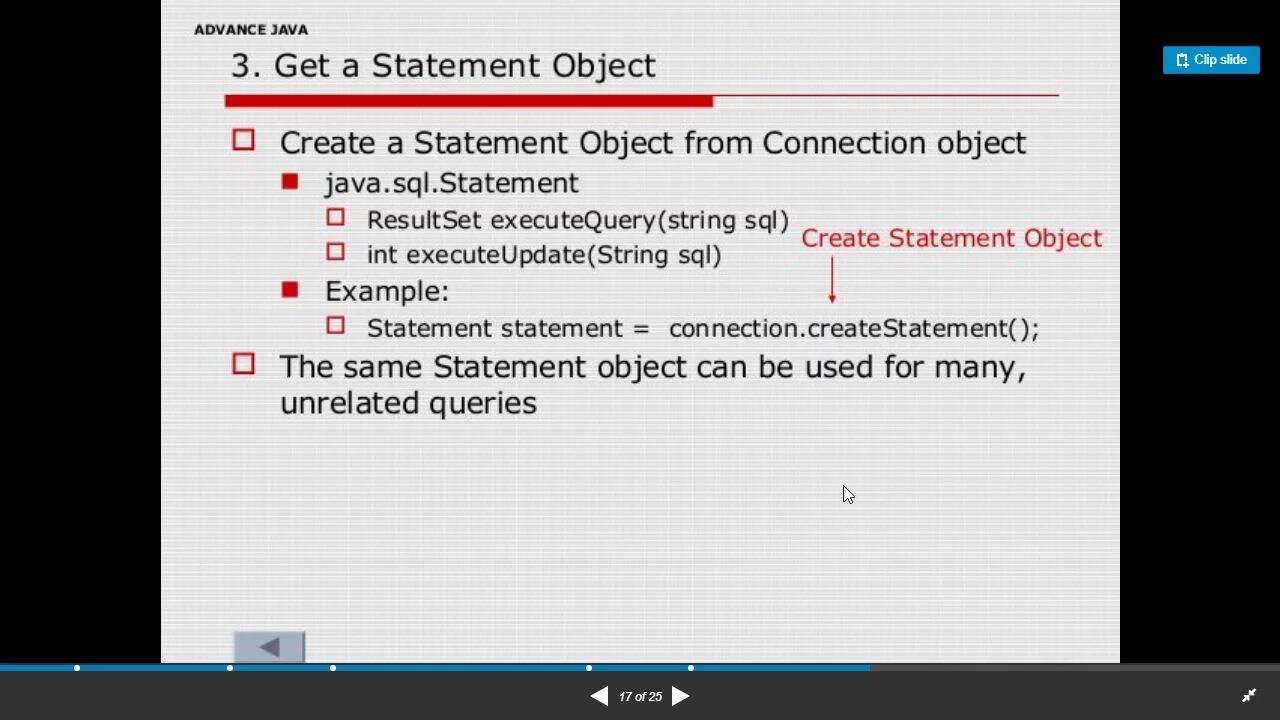 ADVANCE JAVA
3. Get a Statement Object
Clip slide
Create a Statement Object from Connection object
java.sql.Statement
ResultSet executeQuery(string sql)
Create Statement Object
int executeUpdate(String sql)
Example:
Statement statement = connection.createStatement();
The same Statement object can be used for many,
unrelated queries
17 of 25